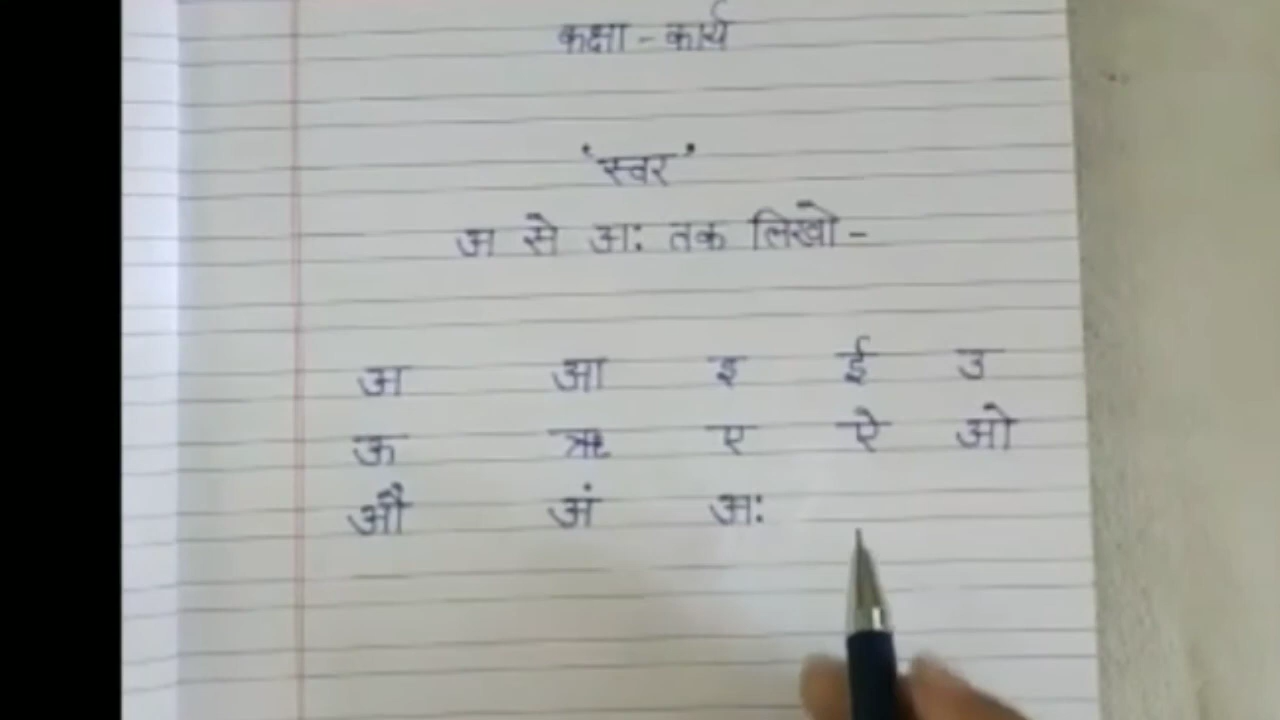 कक्षा - कार्य
'स्वर'
अ से अः तक लिखो -
अ आ इ ई उ
ऊ ऋ ए ऐ ओ
औ अं अः